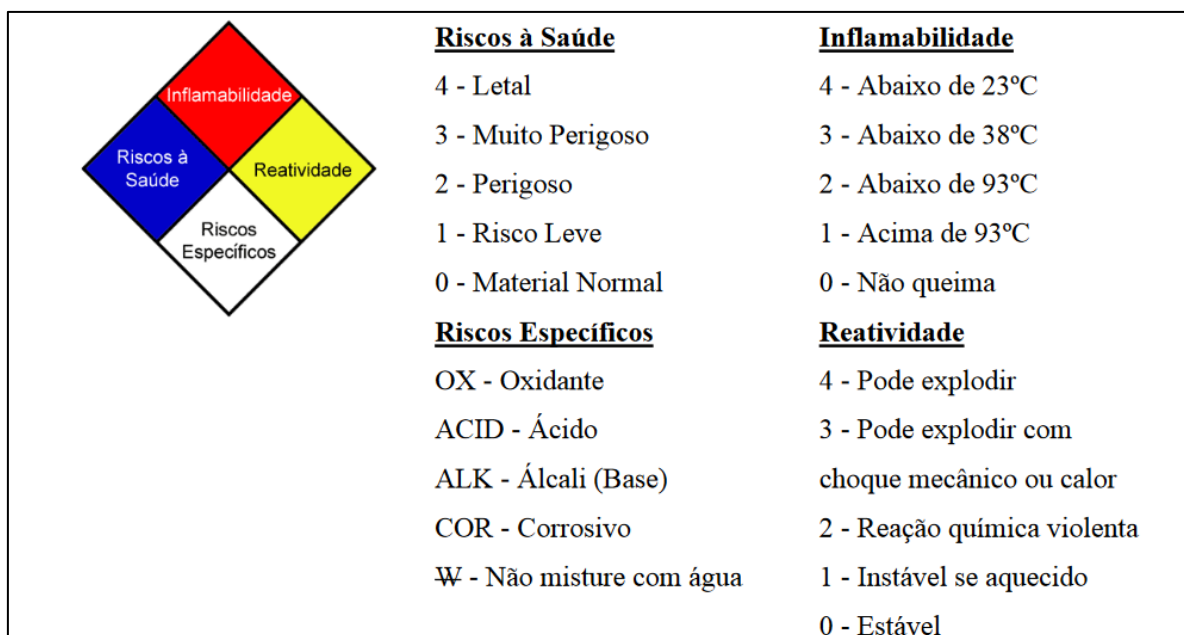 Inflamabilidade
Riscos à
Saúde
Reatividade
Riscos
Específicos
Riscos à Saúde
4 - Letal
3 - Muito Perigoso
2 - Perigoso
1 - Risco Leve
0 - Material Normal
Inflamabilidade
4 - Abaixo de 23ºC
3 - Abaixo de 38ºC
2 - Abaixo de 93ºC
1 - Acima de 93ºC
0 - Não queima
Riscos Específicos
OX - Oxidante
ACID - Ácido
ALK - Álcali (Base)
COR - Corrosivo
W - Não misture com água
Reatividade
4 - Pode explodir
3 - Pode explodir com
choque mecânico ou calor
2 - Reação química violenta
1 - Instável se aquecido
0 - Estável